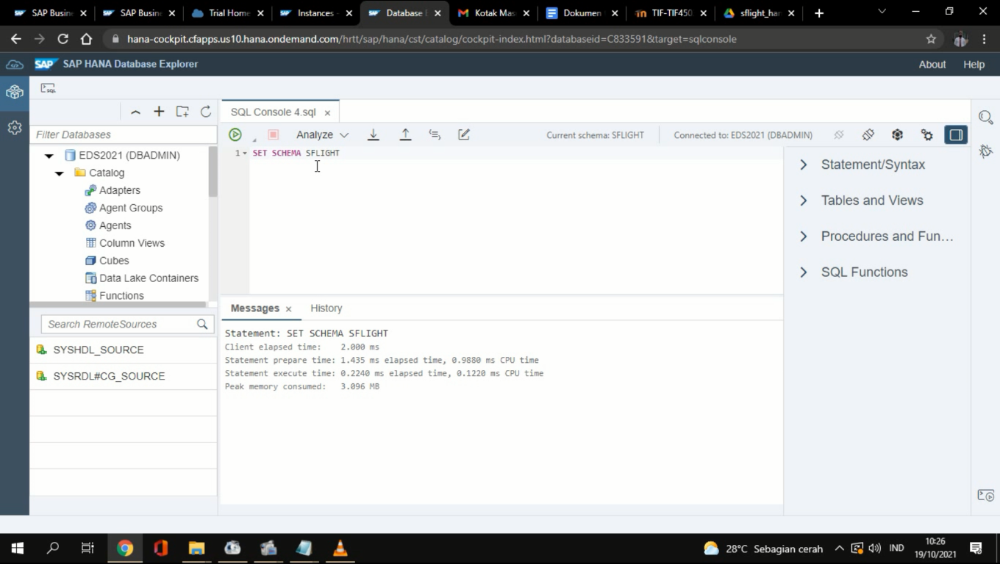 SAP Busin
SAP Busine
Trial Home
Instances -
Database E
Kotak Mas
Dokumen
TIF-TIF450
sflight_han
hana-cockpit.cfapps.us10.hana.ondemand.com/hrtt/sap/hana/cst/catalog/cockpit-index.html?databaseid=C833591&target=sqlconsole
SAP SAP HANA Database Explorer
About Help
SQL
SQL Console 4.sql
Filter Databases
Analyze
Current schema: SFLIGHT
Connected to: EDS2021 (DBADMIN)
EDS2021 (DBADMIN)
Catalog
Adapters
Agent Groups
Agents
Column Views
Cubes
Data Lake Containers
Functions
1 SET SCHEMA SFLIGHT
Statement/Syntax
Tables and Views
Procedures and Fun...
SQL Functions
Search RemoteSources
SYSHDL_SOURCE
SYSRDL#CG_SOURCE
Messages
History
Statement: SET SCHEMA SFLIGHT
Client elapsed time: 2.000 ms
Statement prepare time: 1.435 ms elapsed time, 0.9880 ms CPU time
Statement execute time: 0.2240 ms elapsed time, 0.1220 ms CPU time
Peak memory consumed: 3.096 MB
28°C Sebagian cerah
IND
10:26
19/10/2021